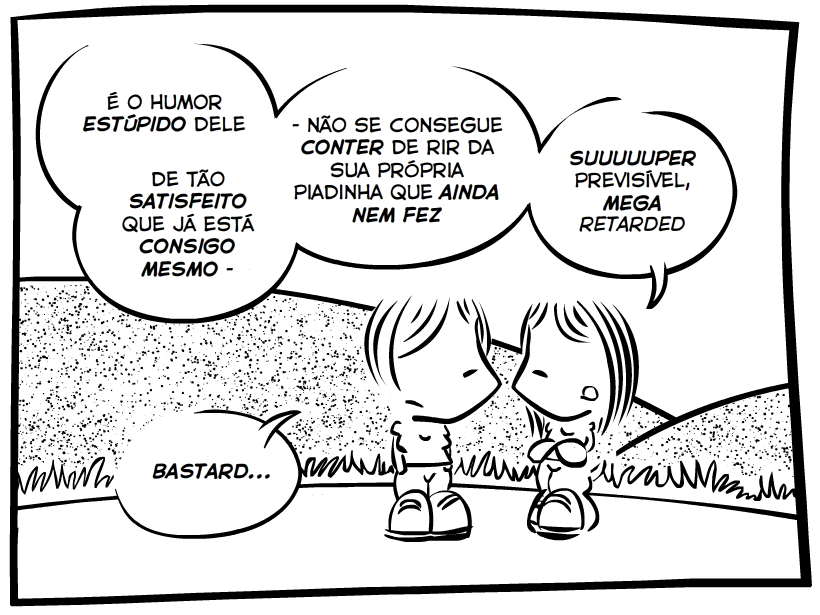 É O HUMOR
ESTÚPIDO DELE
DE TÃO
SATISFEITO
QUE JÁ ESTÁ
CONSIGO
MESMO -
- NÃO SE CONSEGUE
CONTER DE RIR DA
SUA PRÓPRIA
PIADINHA QUE AINDA
NEM FEZ
SUUUUUPER
PREVISÍVEL,
MEGA
RETARDED
BASTARD...